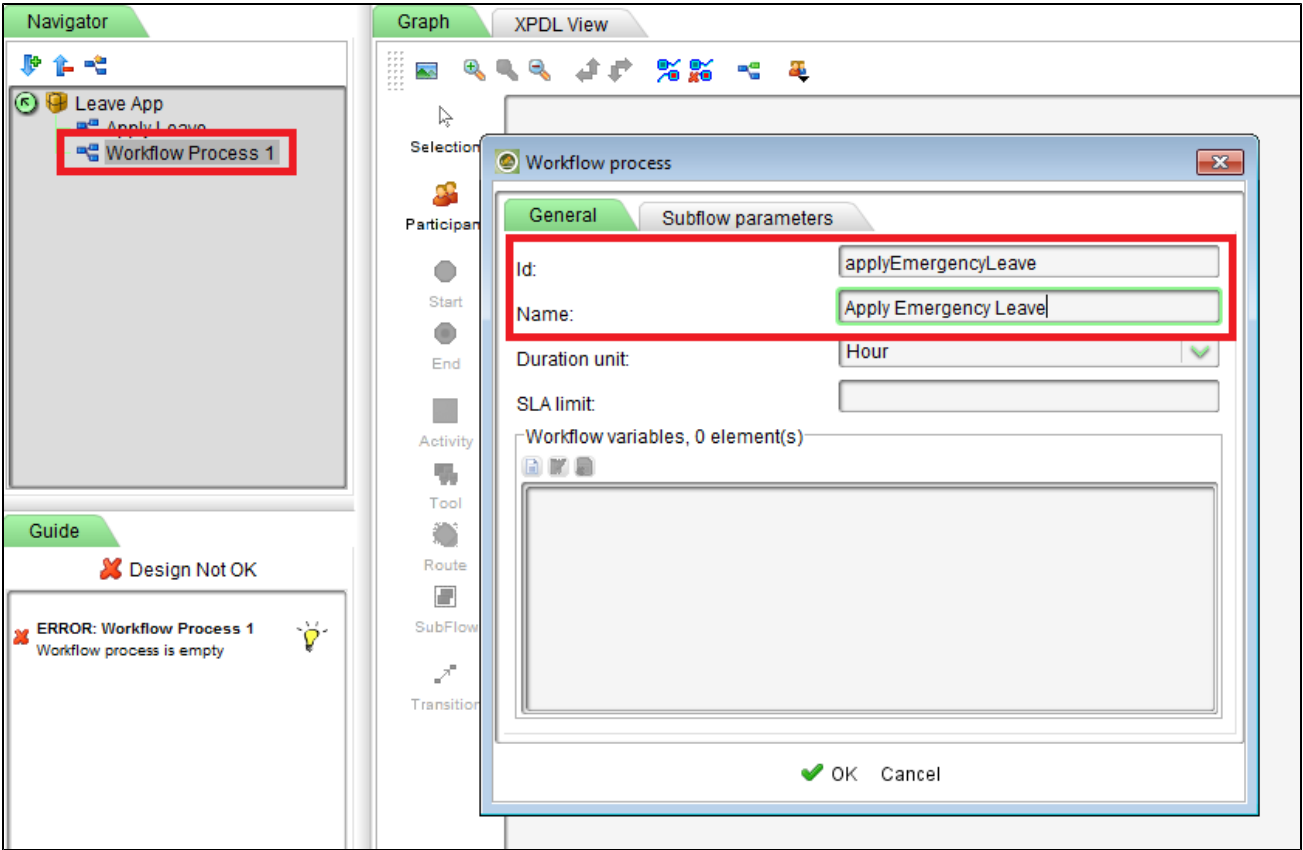 Navigator
Leave App
Apply Leave
Workflow Process 1
Guide
Design Not OK
ERROR: Workflow Process 1
Workflow process is empty
Graph
XPDL View
Selection
Participan
Start
End
Activity
Tool
Route
SubFlow
Transition
Workflow process
General
Subflow parameters
Id: applyEmergencyLeave
Name: Apply Emergency Leave
Duration unit: Hour
SLA limit:
Workflow variables, 0 element(s)
OK Cancel